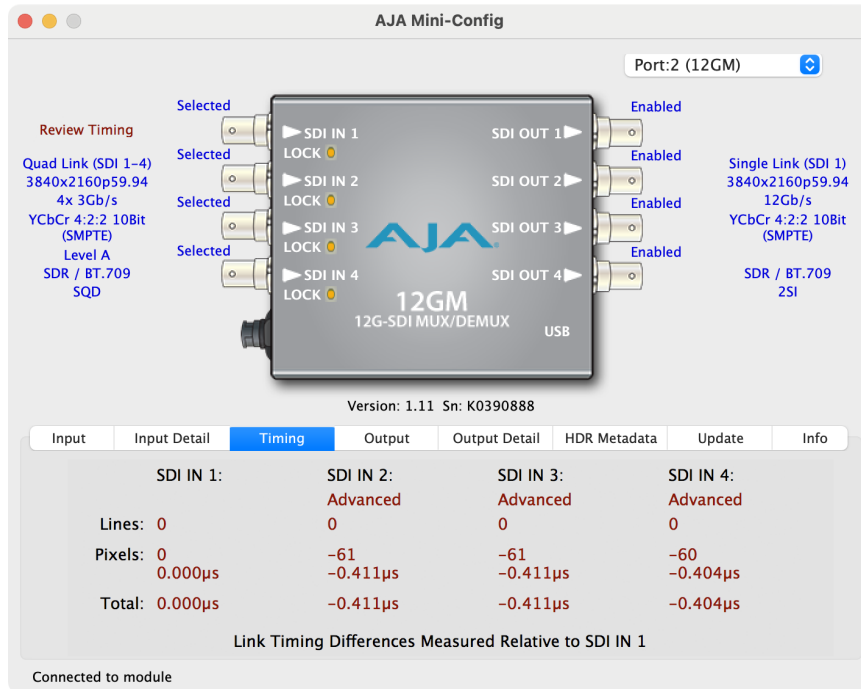 AJA Mini-Config
Port:2 (12GM)
Review Timing
Quad Link (SDI 1-4)
3840x2160p59.94
4x 3Gb/s
YCbCr 4:2:2 10Bit
(SMPTE)
Level A
SDR / BT.709
SQD
Selected
Selected
Selected
Selected
SDI IN 1
LOCK
SDI IN 2
LOCK
SDI IN 3
LOCK
SDI IN 4
LOCK
AJA
12GM
12G-SDI MUX/DEMUX
USB
SDI OUT 1
SDI OUT 2
SDI OUT 3
SDI OUT 4
Enabled
Enabled
Enabled
Enabled
Single Link (SDI 1)
3840x2160p59.94
12Gb/s
YCbCr 4:2:2 10Bit
(SMPTE)
SDR / BT.709
2SI
Version: 1.11 Sn: K0390888
Input Input Detail Timing Output Output Detail HDR Metadata Update Info
SDI IN 1: SDI IN 2: SDI IN 3: SDI IN 4:
Advanced Advanced Advanced
Lines: 0 0 0 0
Pixels: 0 -61 -61 -60
0.000µs -0.411µs -0.411µs -0.404µs
Total: 0.000µs -0.411µs -0.411µs -0.404µs
Link Timing Differences Measured Relative to SDI IN 1
Connected to module